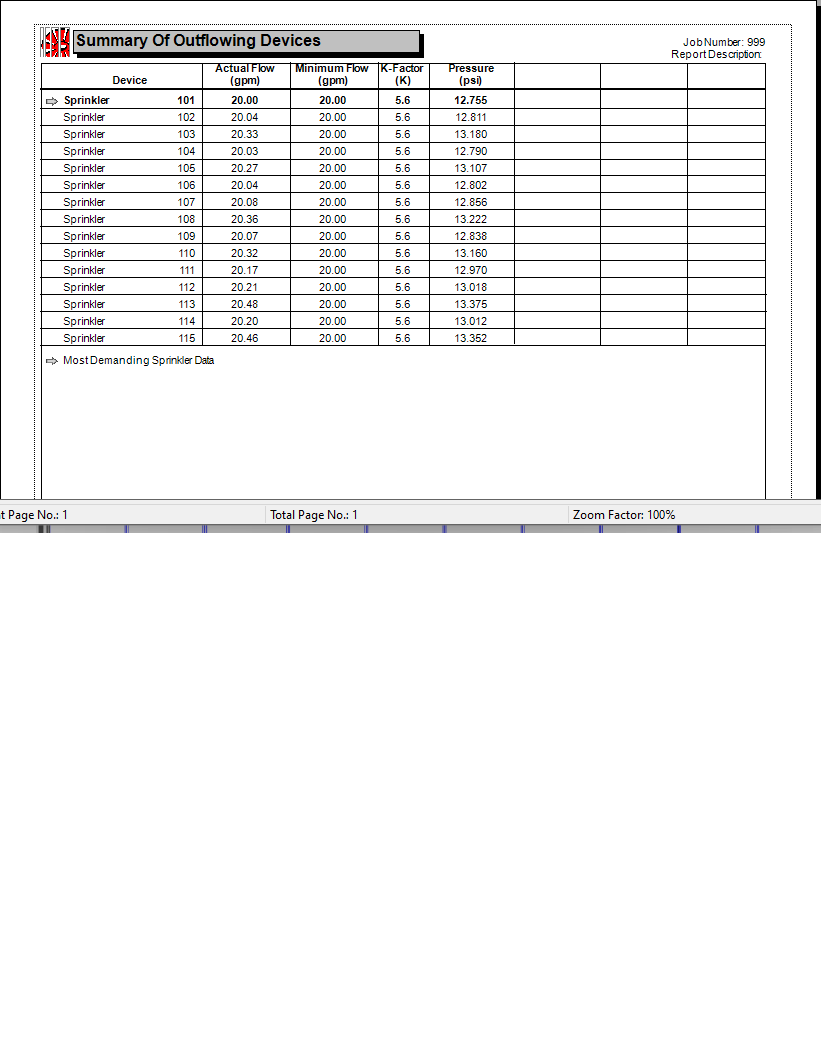 Summary Of Outflowing Devices
Job Number: 999
Report Description:
Device Actual Flow (gpm) Minimum Flow (gpm) K-Factor (K) Pressure (psi)
⇨ Sprinkler 101 20.00 20.00 5.6 12.755
Sprinkler 102 20.04 20.00 5.6 12.811
Sprinkler 103 20.33 20.00 5.6 13.180
Sprinkler 104 20.03 20.00 5.6 12.790
Sprinkler 105 20.27 20.00 5.6 13.107
Sprinkler 106 20.04 20.00 5.6 12.802
Sprinkler 107 20.08 20.00 5.6 12.856
Sprinkler 108 20.36 20.00 5.6 13.222
Sprinkler 109 20.07 20.00 5.6 12.838
Sprinkler 110 20.32 20.00 5.6 13.160
Sprinkler 111 20.17 20.00 5.6 12.970
Sprinkler 112 20.21 20.00 5.6 13.018
Sprinkler 113 20.48 20.00 5.6 13.375
Sprinkler 114 20.20 20.00 5.6 13.012
Sprinkler 115 20.46 20.00 5.6 13.352
⇨ Most Demanding Sprinkler Data
t Page No.: 1 Total Page No.: 1 Zoom Factor: 100%